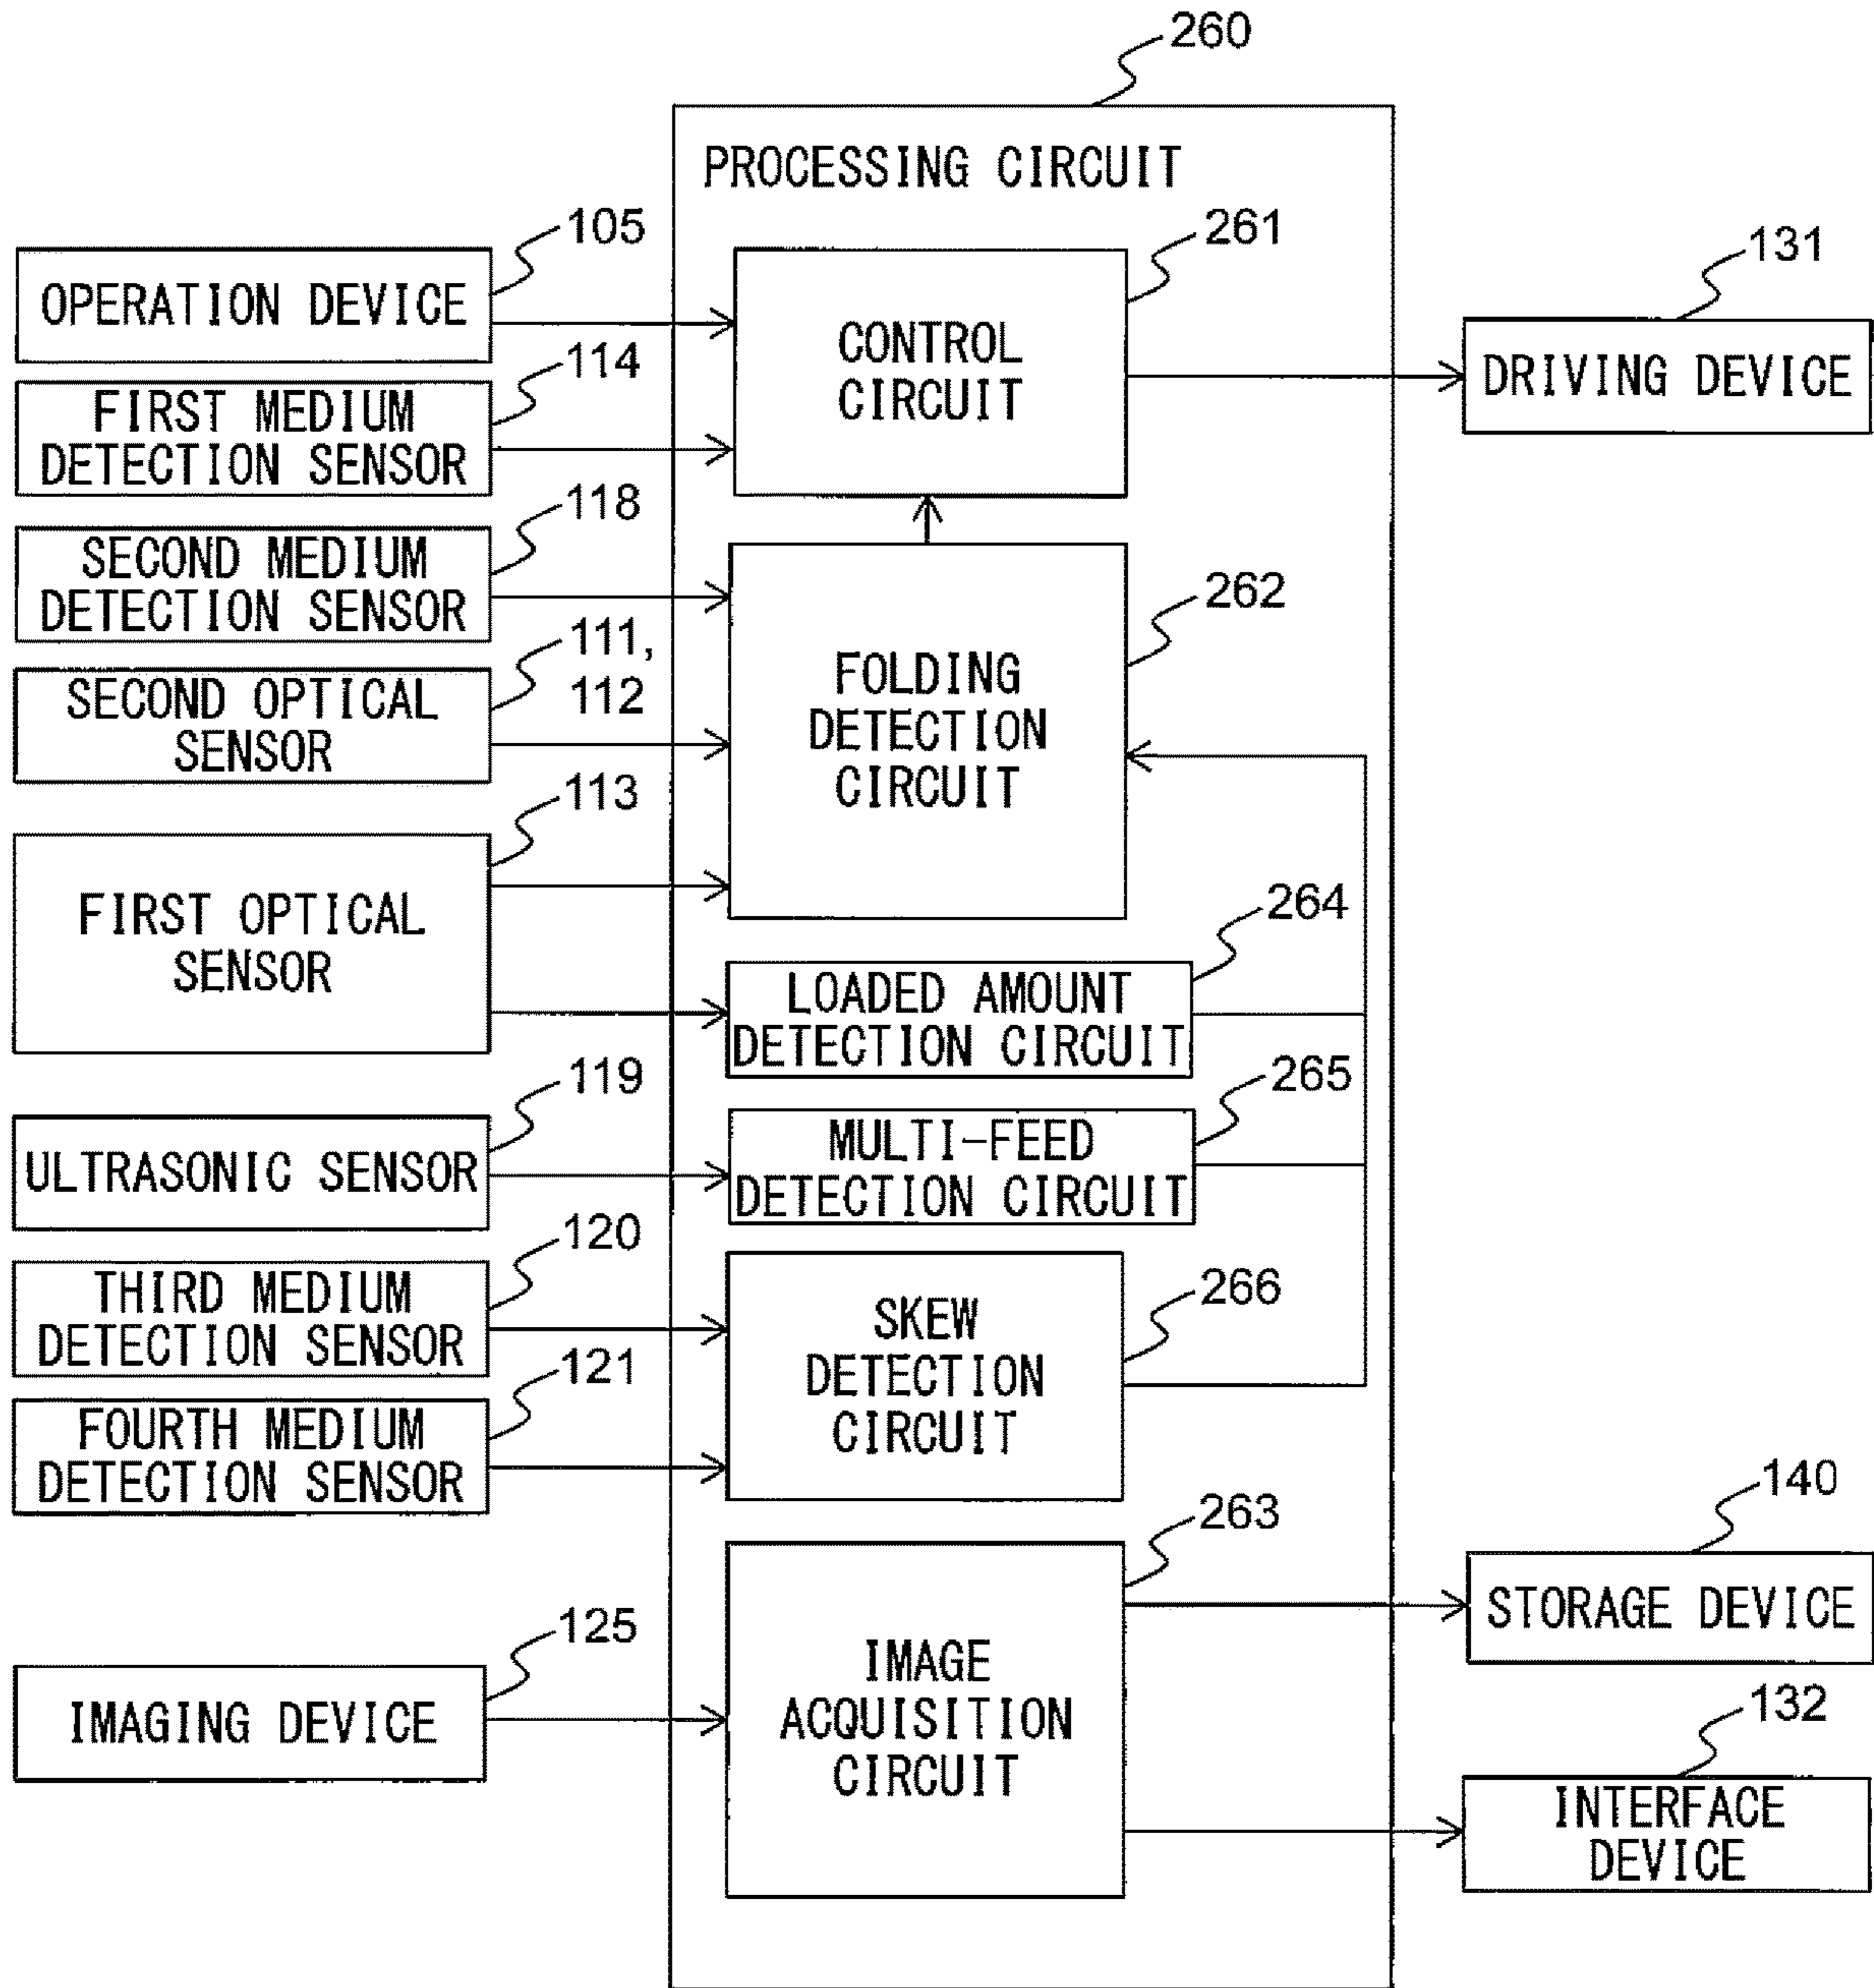 260
PROCESSING CIRCUIT
105
OPERATION DEVICE
261
CONTROL
CIRCUIT
131
DRIVING DEVICE
114
FIRST MEDIUM
DETECTION SENSOR
118
SECOND MEDIUM
DETECTION SENSOR
262
FOLDING
DETECTION
CIRCUIT
111,
112
SECOND OPTICAL
SENSOR
113
FIRST OPTICAL
SENSOR
264
LOADED AMOUNT
DETECTION CIRCUIT
119
ULTRASONIC SENSOR
265
MULTI-FEED
DETECTION CIRCUIT
120
THIRD MEDIUM
DETECTION SENSOR
266
SKEW
DETECTION
CIRCUIT
121
FOURTH MEDIUM
DETECTION SENSOR
263
IMAGE
ACQUISITION
CIRCUIT
140
STORAGE DEVICE
125
IMAGING DEVICE
132
INTERFACE
DEVICE